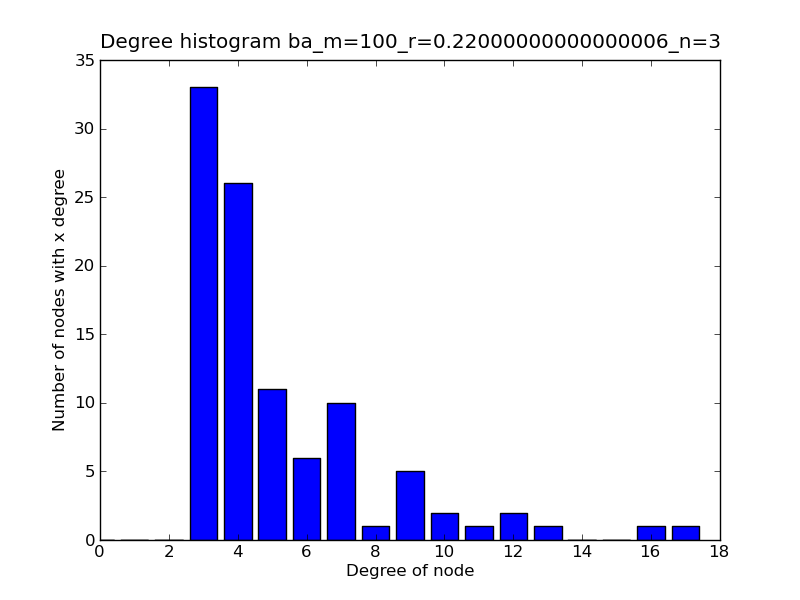 Degree histogram ba_m=100_r=0.22000000000000006_n=3
35
30
25
20
15
10
5
0
Number of nodes with x degree
0 2 4 6 8 10 12 14 16 18
Degree of node